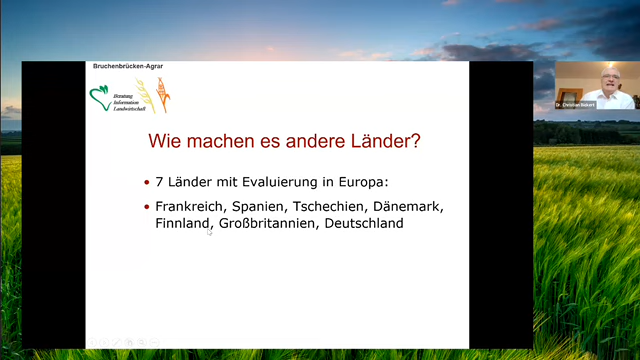 Bruchenbrücken-Agrar
Beratung
Information
Landwirtschaft
Wie machen es andere Länder?
• 7 Länder mit Evaluierung in Europa:
• Frankreich, Spanien, Tschechien, Dänemark,
Finnland, Großbritannien, Deutschland
Dr. Christian